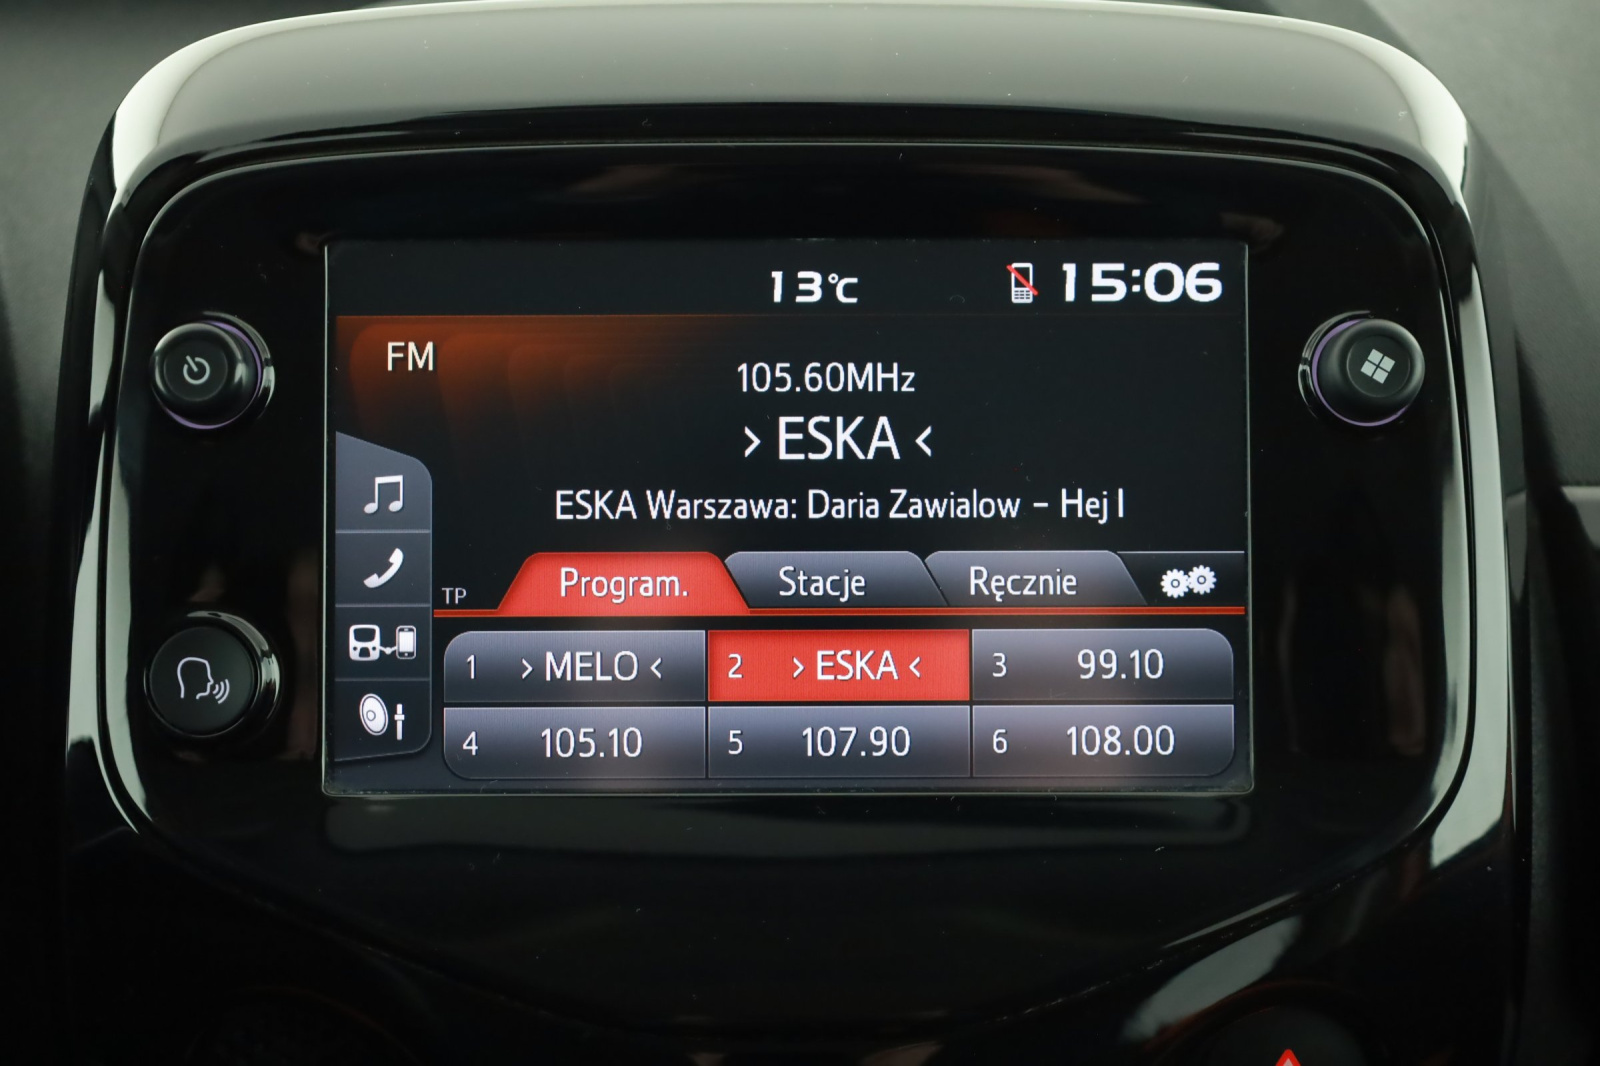 13°C 15:06
FM
105.60MHz
› ESKA ‹
ESKA Warszawa: Daria Zawialow – Hej I
TP Program. Stacje Ręcznie
1 › MELO ‹ 2 › ESKA ‹ 3 99.10
4 105.10 5 107.90 6 108.00